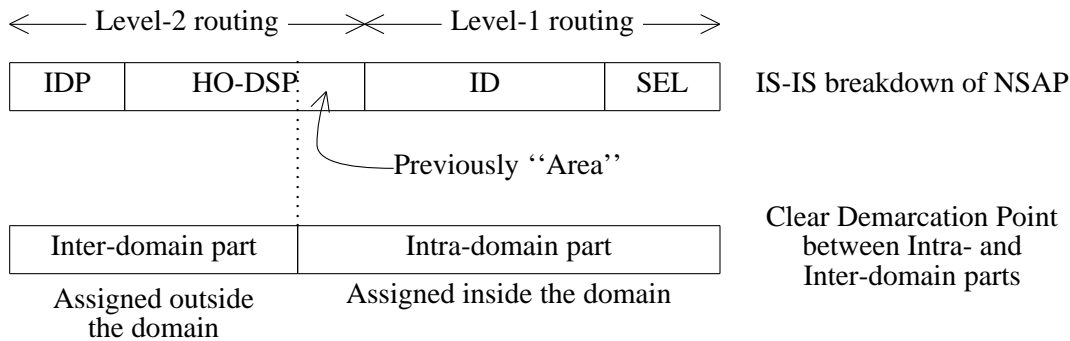 Level-2 routing
Level-1 routing
IDP
HO-DSP
ID
SEL
IS-IS breakdown of NSAP
Previously ‘‘Area’’
Inter-domain part
Intra-domain part
Clear Demarcation Point
between Intra- and
Inter-domain parts
Assigned outside
the domain
Assigned inside the domain